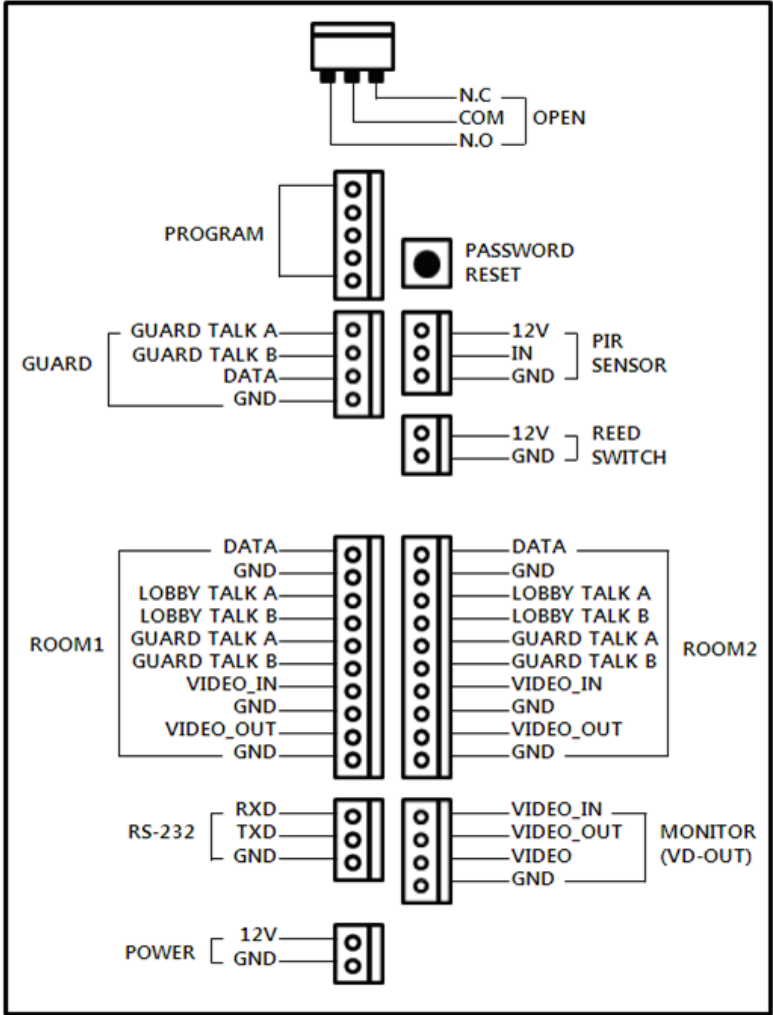 N.C
COM
N.O
OPEN
PROGRAM
PASSWORD
RESET
GUARD
GUARD TALK A
GUARD TALK B
DATA
GND
12V
IN
GND
PIR
SENSOR
12V
GND
REED
SWITCH
ROOM1
DATA
GND
LOBBY TALK A
LOBBY TALK B
GUARD TALK A
GUARD TALK B
VIDEO_IN
GND
VIDEO_OUT
GND
DATA
GND
LOBBY TALK A
LOBBY TALK B
GUARD TALK A
GUARD TALK B
VIDEO_IN
GND
VIDEO_OUT
GND
ROOM2
RS-232
RXD
TXD
GND
VIDEO_IN
VIDEO_OUT
VIDEO
GND
MONITOR
(VD-OUT)
POWER
12V
GND